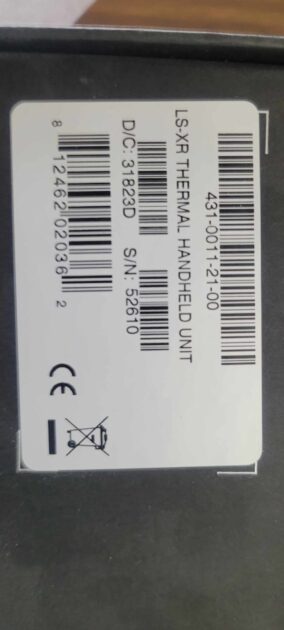 431-0011-21-00
LS-XR THERMAL HANDHELD UNIT
D/C: 31823D S/N: 52610
8 12462 02036 2
CE